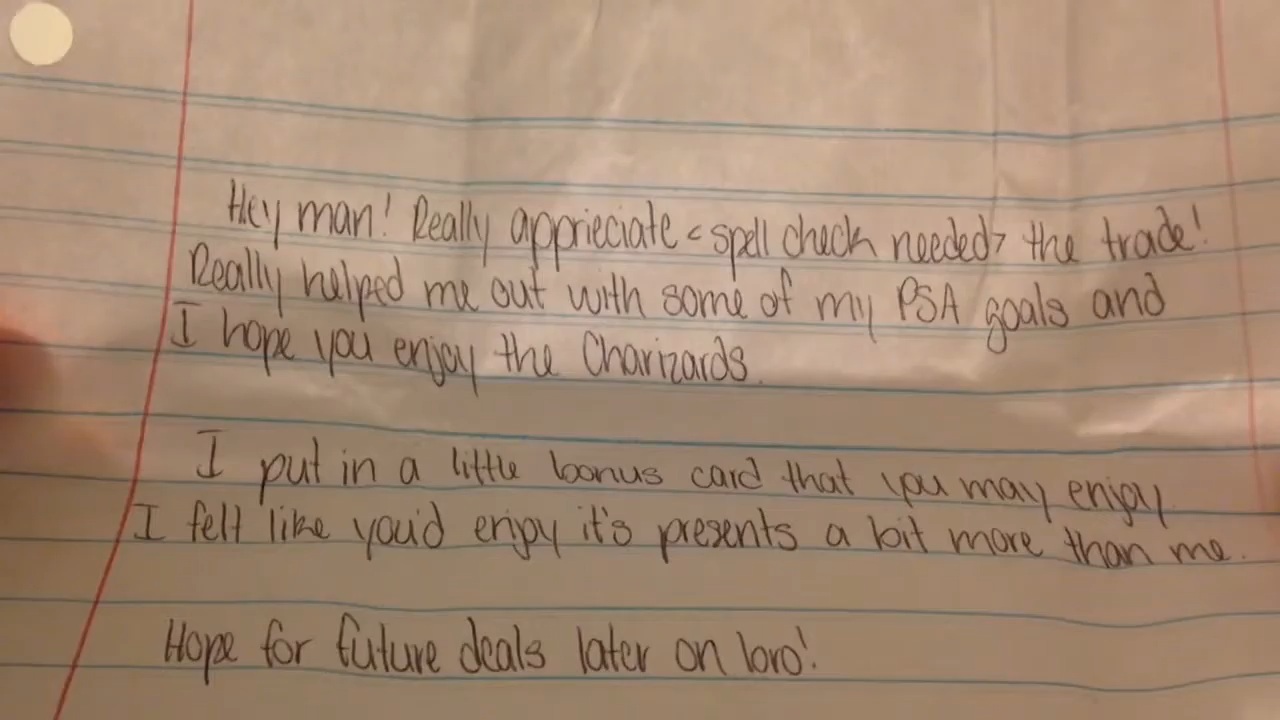 Hey man! Really apprieciate <spell check needed> the trade!
Really helped me out with some of my PSA goals and
I hope you enjoy the Charizards.
I put in a little bonus card that you may enjoy.
I felt like you'd enjoy it's presents a bit more than me.
Hope for future deals later on bro!